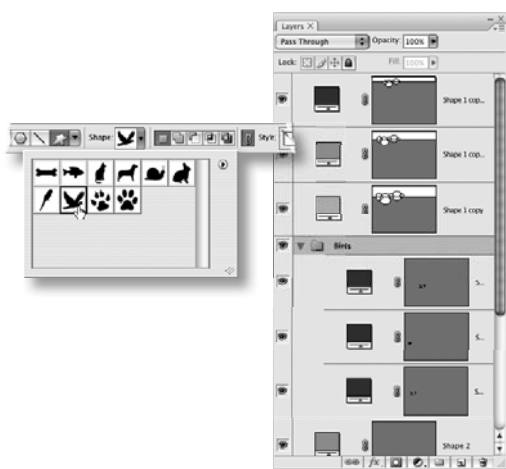 Layers X
Pass Through Opacity: 100%
Lock: Fill: 100%
Shape 1 cop...
Shape: Style:
Shape 1 cop...
Shape 1 copy
Birds
S...
S...
S...
Shape 2
fx.